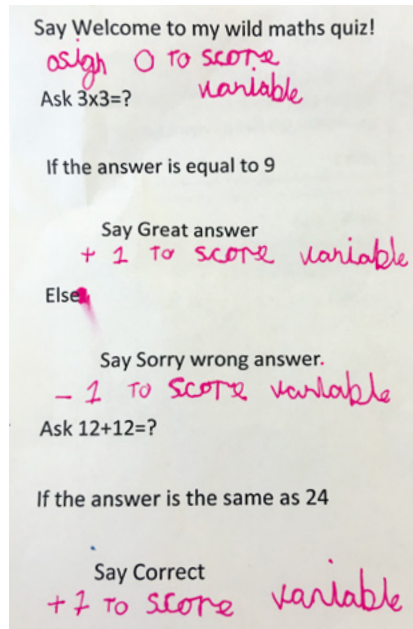 Say Welcome to my wild maths quiz!
asign 0 To score
variable
Ask 3x3=?
If the answer is equal to 9
Say Great answer
+ 1 To score variable
Else
Say Sorry wrong answer.
- 1 To score variable
Ask 12+12=?
If the answer is the same as 24
Say Correct
+1 To score variable